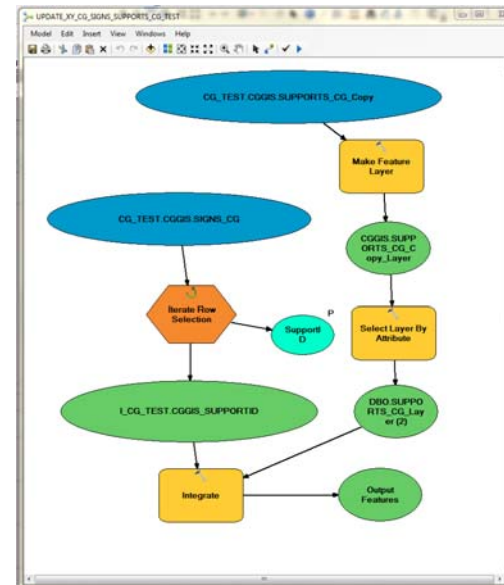 UPDATE_XY_CG_SIGNS_SUPPORTS_CG_TEST
Model Edit Insert View Windows Help
CG_TEST.CGGIS.SUPPORTS_CG_Copy
Make Feature
Layer
CG_TEST.CGGIS.SIGNS_CG
CGGIS.SUPP
ORTS_CG_C
opy_Layer
Iterate Row
Selection
P
SupportI
D
Select Layer By
Attribute
I_CG_TEST.CGGIS_SUPPORTID
DBO.SUPPO
RTS_CG_Lay
er (2)
Integrate
Output
Features